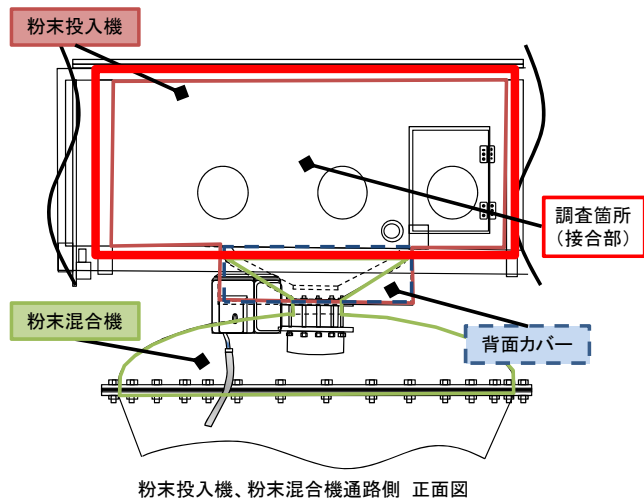 粉末投入機
調査箇所
（接合部）
粉末混合機
背面カバー
粉末投入機、粉末混合機通路側 正面図